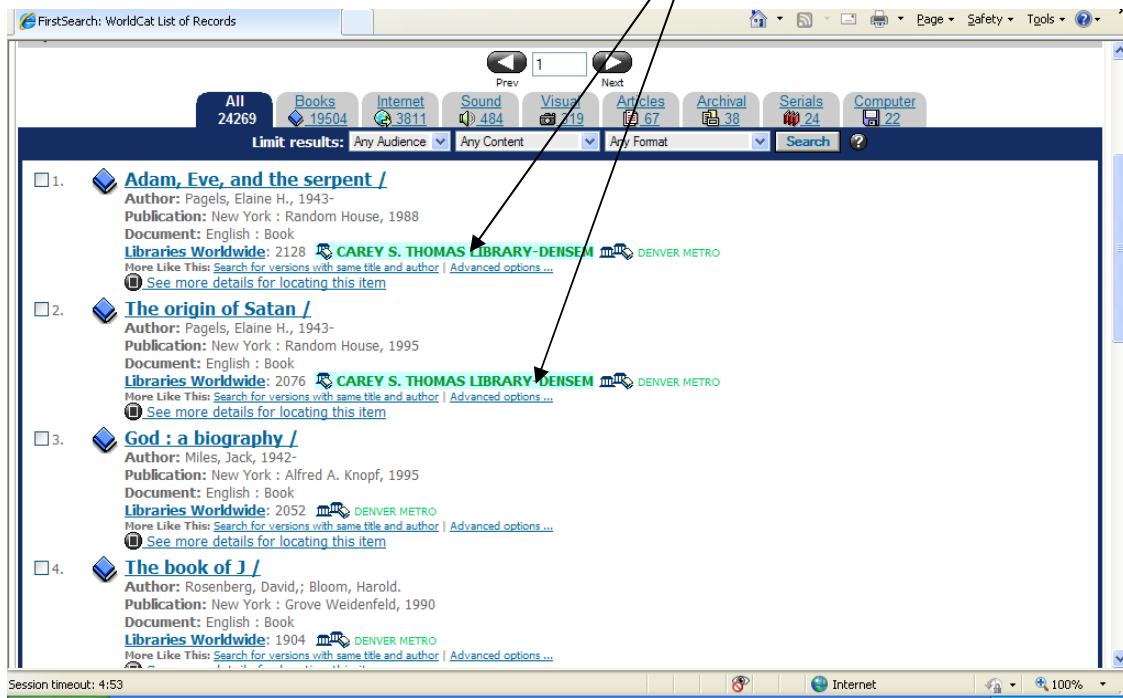 FirstSearch: WorldCat List of Records
Page Safety Tools
1
Prev Next
All Books Internet Sound Visual Articles Archival Serials Computer
24269 19504 3811 484 319 67 38 24 22
Limit results: Any Audience Any Content Any Format Search
1. Adam, Eve, and the serpent /
Author: Pagels, Elaine H., 1943-
Publication: New York : Random House, 1988
Document: English : Book
Libraries Worldwide: 2128 CAREY S. THOMAS LIBRARY-DENSEM DENVER METRO
More Like This: Search for versions with same title and author | Advanced options ...
See more details for locating this item
2. The origin of Satan /
Author: Pagels, Elaine H., 1943-
Publication: New York : Random House, 1995
Document: English : Book
Libraries Worldwide: 2076 CAREY S. THOMAS LIBRARY-DENSEM DENVER METRO
More Like This: Search for versions with same title and author | Advanced options ...
See more details for locating this item
3. God : a biography /
Author: Miles, Jack, 1942-
Publication: New York : Alfred A. Knopf, 1995
Document: English : Book
Libraries Worldwide: 2052 DENVER METRO
More Like This: Search for versions with same title and author | Advanced options ...
See more details for locating this item
4. The book of J /
Author: Rosenberg, David,; Bloom, Harold.
Publication: New York : Grove Weidenfeld, 1990
Document: English : Book
Libraries Worldwide: 1904 DENVER METRO
More Like This: Search for versions with same title and author | Advanced options ...
Session timeout: 4:53 Internet 100%